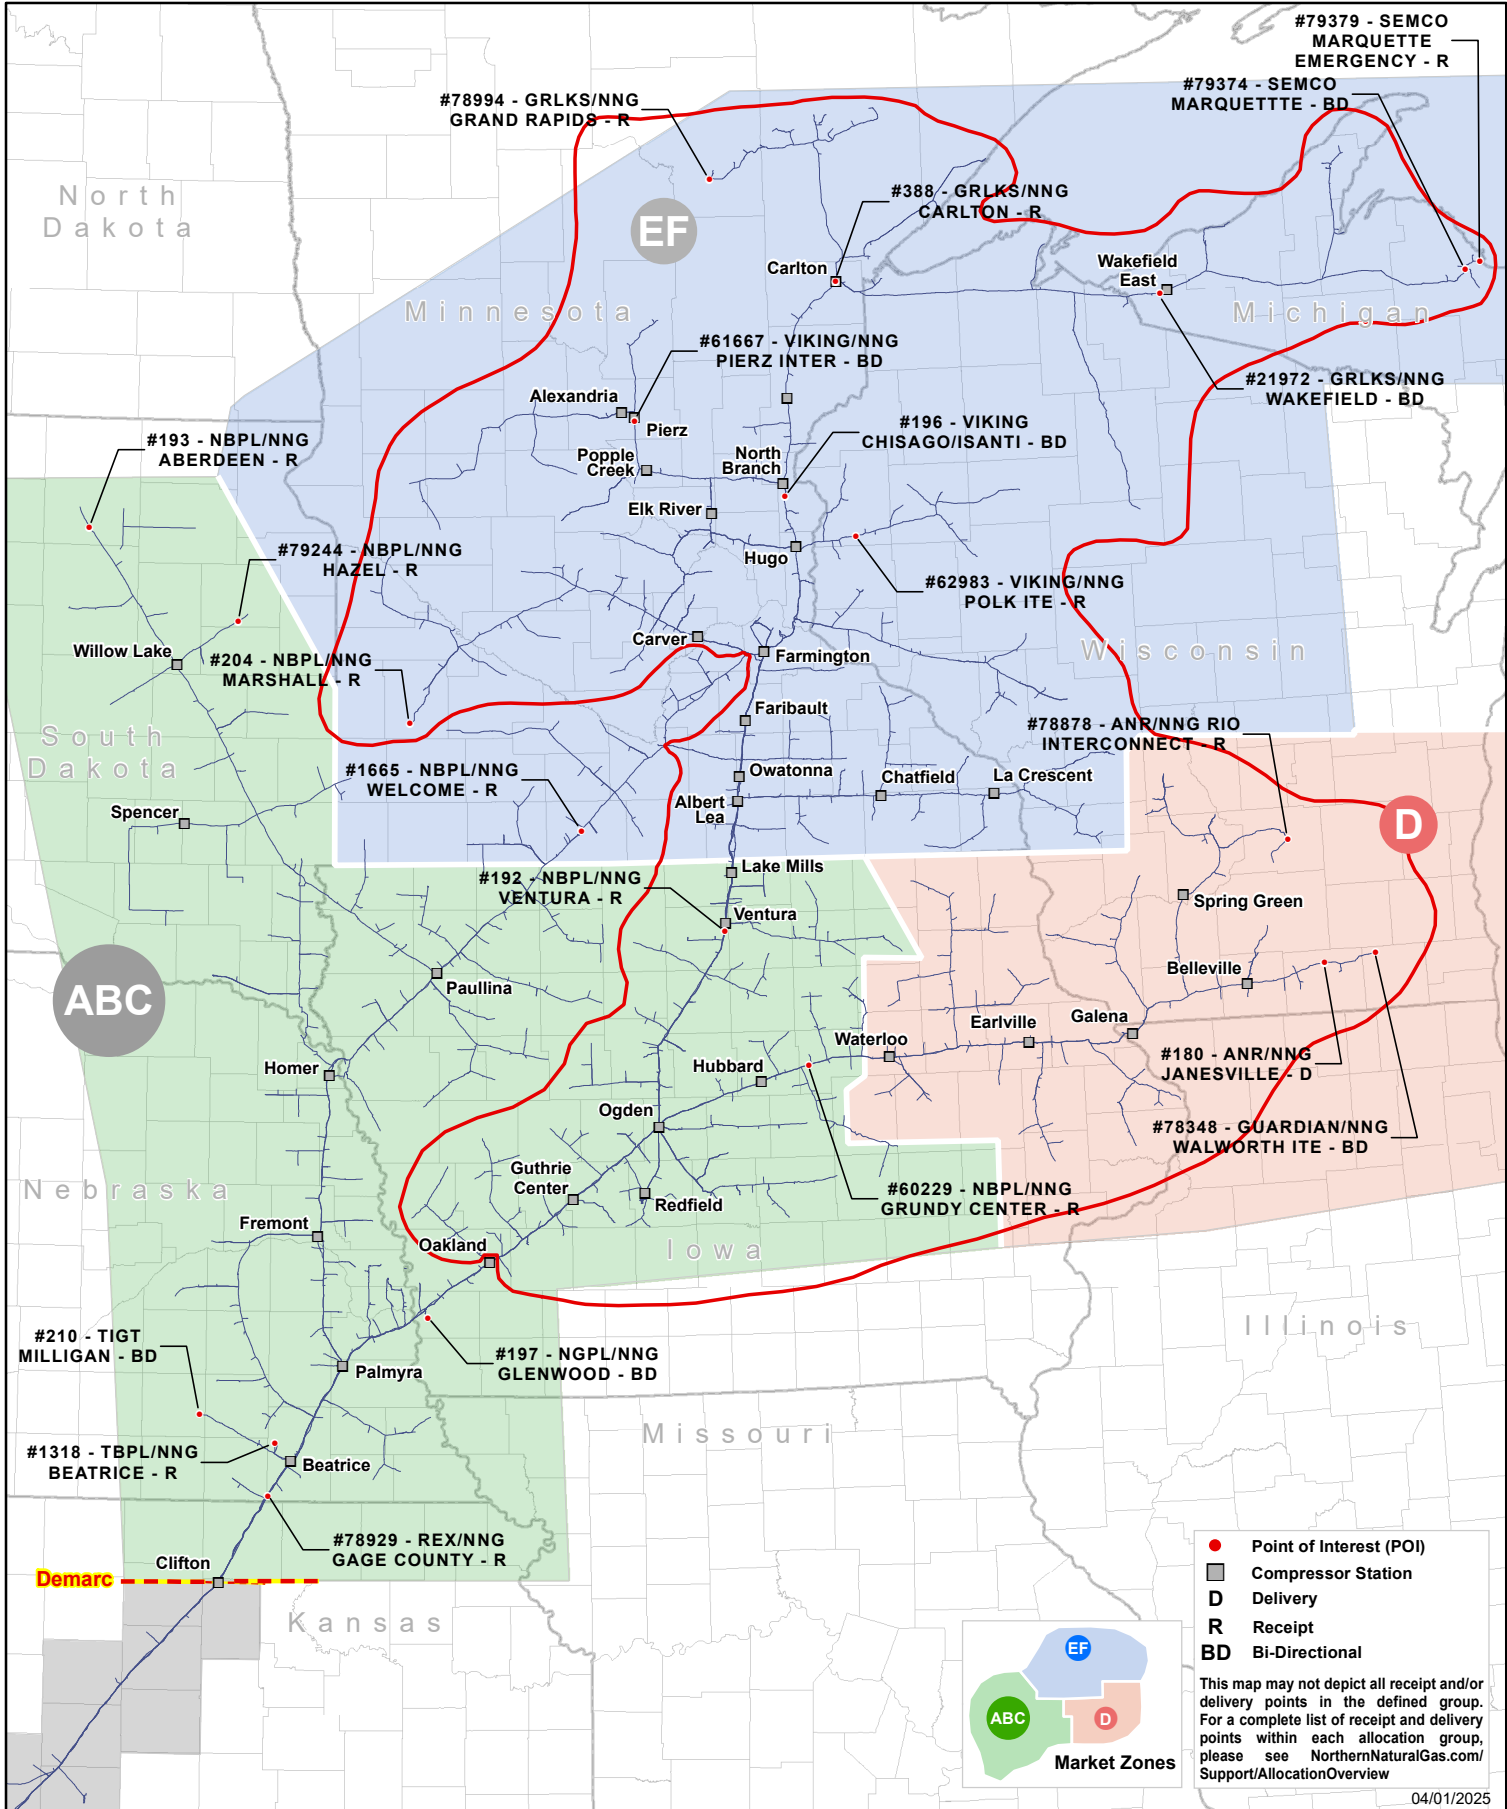 #79379 - SEMCO
MARQUETTE
EMERGENCY - R
#79374 - SEMCO
MARQUETTTE - BD
#78994 - GRLKS/NNG
GRAND RAPIDS - R
North
Dakota
#388 - GRLKS/NNG
CARLTON - R
EF
Carlton
Wakefield
East
Minnesota
Michigan
#61667 - VIKING/NNG
PIERZ INTER - BD
#21972 - GRLKS/NNG
WAKEFIELD - BD
Alexandria
Pierz
#196 - VIKING
CHISAGO/ISANTI - BD
#193 - NBPL/NNG
ABERDEEN - R
Popple
Creek
North
Branch
Elk River
#79244 - NBPL/NNG
HAZEL - R
Hugo
#62983 - VIKING/NNG
POLK ITE - R
Willow Lake
Carver
Farmington
Wisconsin
#204 - NBPL/NNG
MARSHALL - R
Faribault
#78878 - ANR/NNG RIO
INTERCONNECT - R
South
Dakota
#1665 - NBPL/NNG
WELCOME - R
Owatonna
Chatfield
La Crescent
Albert
Lea
Spencer
D
Lake Mills
#192 - NBPL/NNG
VENTURA - R
Spring Green
Ventura
Belleville
ABC
Paullina
Earlville
Galena
Waterloo
Homer
Hubbard
#180 - ANR/NNG
JANESVILLE - D
Ogden
#78348 - GUARDIAN/NNG
WALWORTH ITE - BD
Guthrie
Center
Nebraska
Redfield
#60229 - NBPL/NNG
GRUNDY CENTER - R
Fremont
Oakland
Iowa
Illinois
#210 - TIGT
MILLIGAN - BD
#197 - NGPL/NNG
GLENWOOD - BD
Palmyra
Missouri
#1318 - TBPL/NNG
BEATRICE - R
Beatrice
#78929 - REX/NNG
GAGE COUNTY - R
Clifton
Demarc
Kansas
Point of Interest (POI)
Compressor Station
D Delivery
R Receipt
BD Bi-Directional
This map may not depict all receipt and/or
delivery points in the defined group.
For a complete list of receipt and delivery
points within each allocation group,
please see NorthernNaturalGas.com/
Support/AllocationOverview
EF
ABC
D
Market Zones
04/01/2025